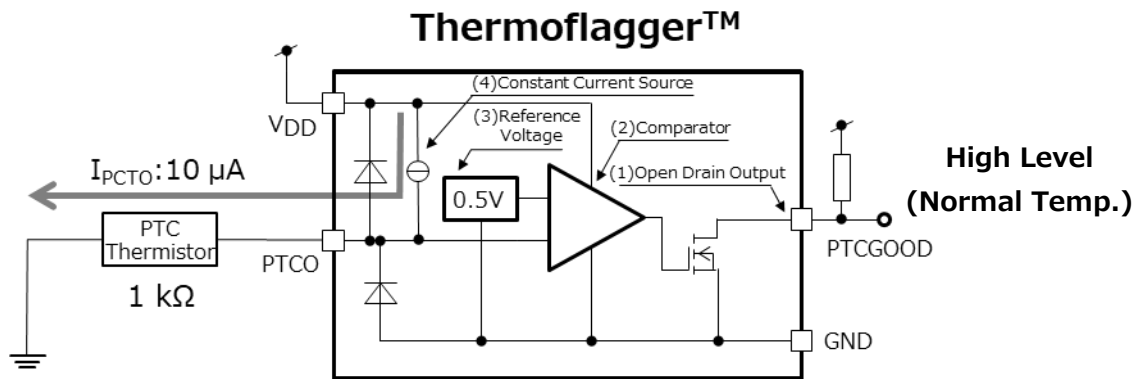 Thermoflagger™
(4)Constant Current Source
VDD
(3)Reference
Voltage
(2)Comparator
IPCTO:10 μA
0.5V
(1)Open Drain Output
High Level
(Normal Temp.)
PTC
Thermistor
PTCO
PTCGOOD
1 kΩ
GND